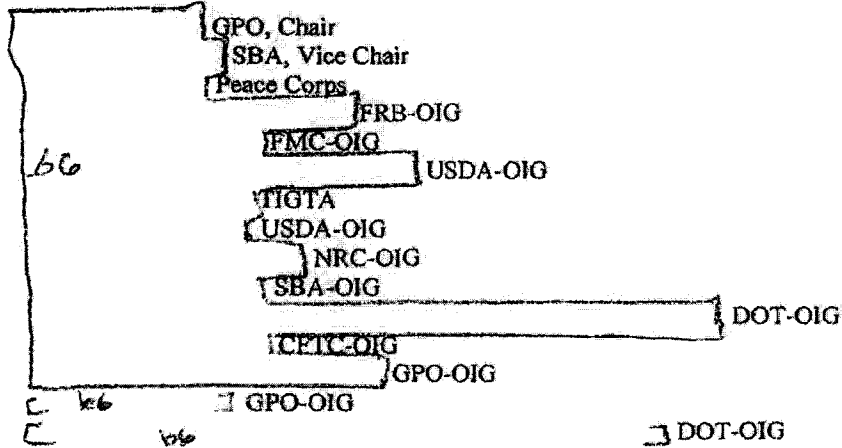 GPO, Chair
SBA, Vice Chair
Peace Corps
FRB-OIG
FMC-OIG
b6 USDA-OIG
TIGTA
USDA-OIG
NRC-OIG
SBA-OIG
DOT-OIG
CFTC-OIG
GPO-OIG
b6 GPO-OIG
b6 DOT-OIG